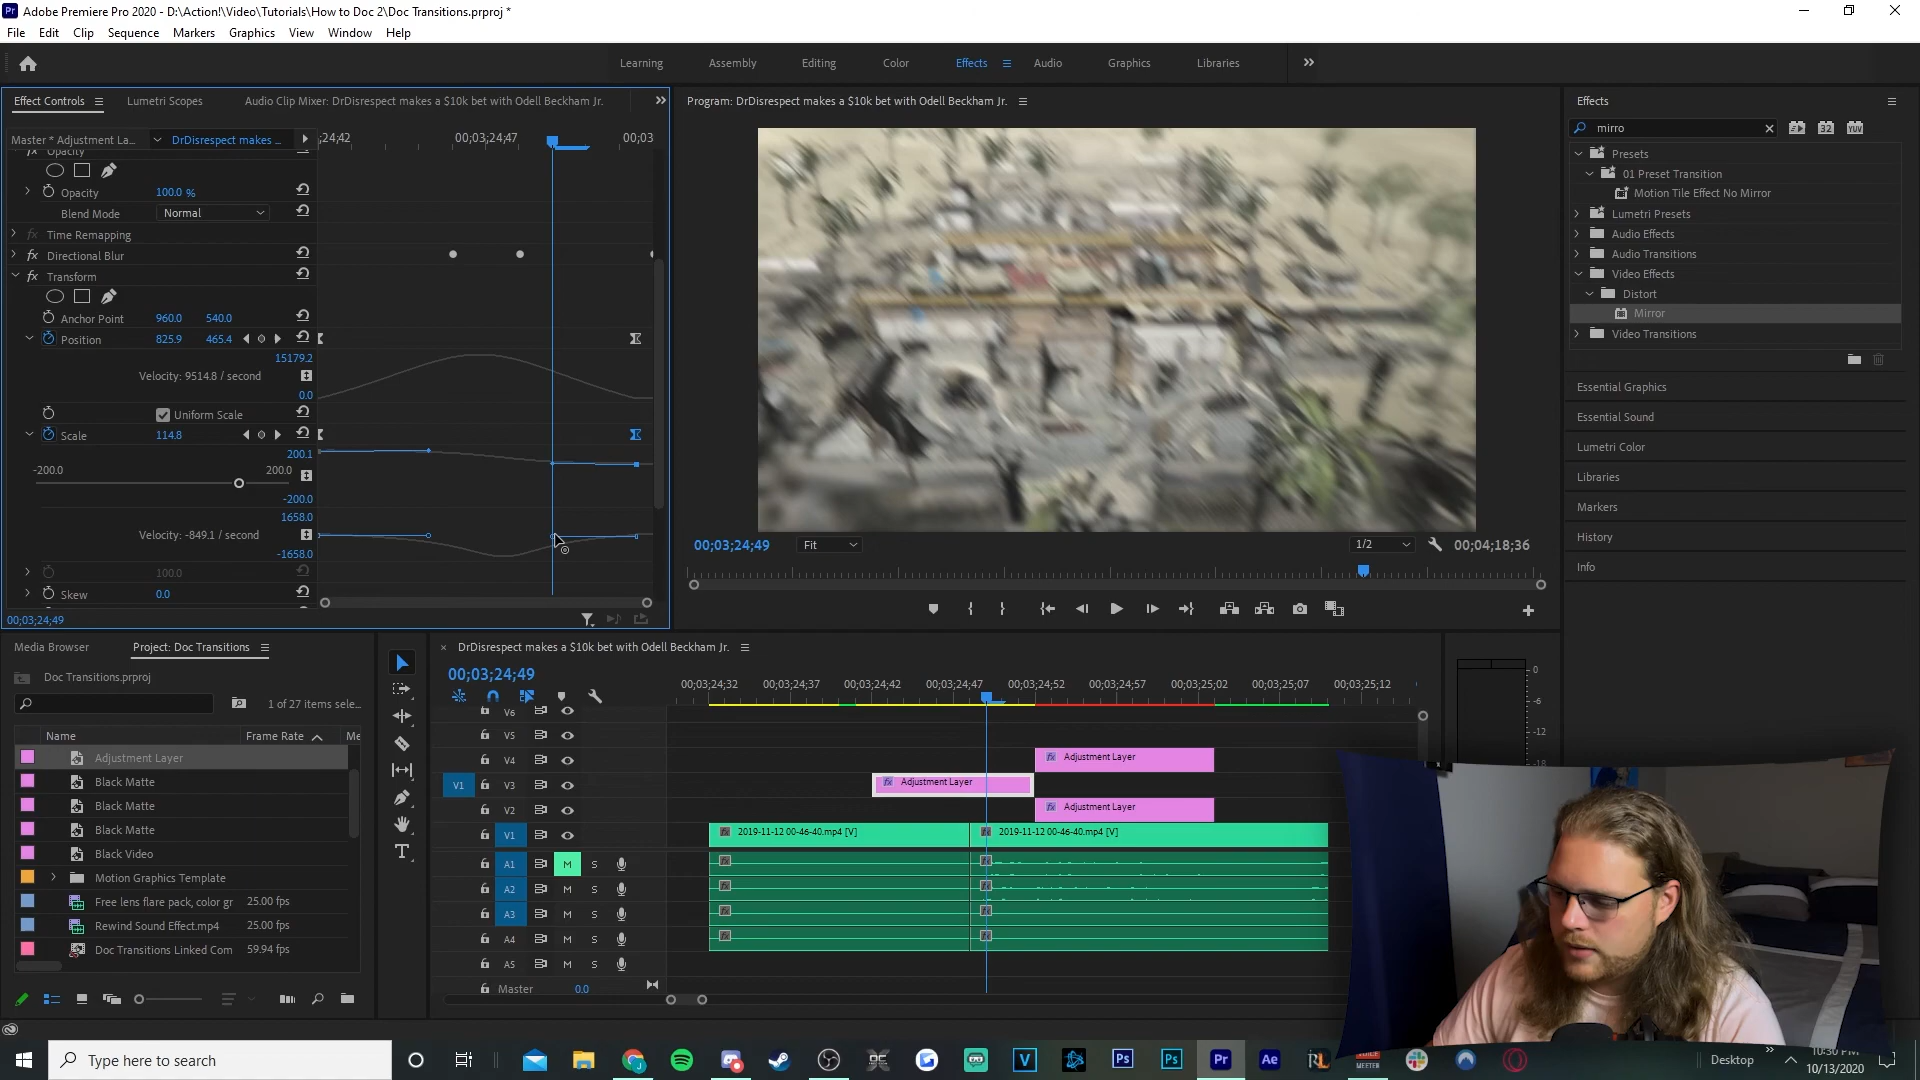 Adobe Premiere Pro 2020 - D:\Action!\Video\Tutorials\How to Doc 2\Doc Transitions.prproj *
File Edit Clip Sequence Markers Graphics View Window Help
Learning Assembly Editing Color Effects Audio Graphics Libraries
Effect Controls Lumetri Scopes Audio Clip Mixer: DrDisrespect makes a $10k bet with Odell Beckham Jr.
Master * Adjustment La... DrDisrespect makes ...
;24;42 00;03;24;47 00;03
Opacity
Opacity 100.0 %
Blend Mode Normal
Time Remapping
Directional Blur
Transform
Anchor Point 960.0 540.0
Position 825.9 465.4
15179.2
Velocity: 9514.8 / second
0.0
Uniform Scale
Scale 114.8
200.1
-200.0 200.0
-200.0
1658.0
Velocity: -849.1 / second
-1658.0
100.0
Skew 0.0
00;03;24;49
Program: DrDisrespect makes a $10k bet with Odell Beckham Jr.
00;03;24;49 Fit 1/2 00;04;18;36
Effects
mirro
32 YUV
Presets
01 Preset Transition
Motion Tile Effect No Mirror
Lumetri Presets
Audio Effects
Audio Transitions
Video Effects
Distort
Mirror
Video Transitions
Essential Graphics
Essential Sound
Lumetri Color
Libraries
Markers
History
Info
Media Browser Project: Doc Transitions
Doc Transitions.prproj
1 of 27 items sele...
Name Frame Rate Me
Adjustment Layer
Black Matte
Black Matte
Black Matte
Black Video
Motion Graphics Template
Free lens flare pack, color gr 25.00 fps
Rewind Sound Effect.mp4 25.00 fps
Doc Transitions Linked Com 59.94 fps
DrDisrespect makes a $10k bet with Odell Beckham Jr.
00;03;24;49
00;03;24;32 00;03;24;37 00;03;24;42 00;03;24;47 00;03;24;52 00;03;24;57 00;03;25;02 00;03;25;07 00;03;25;12
V6
V5
V4 Adjustment Layer
V1 V3 Adjustment Layer
V2 Adjustment Layer
V1 2019-11-12 00-46-40.mp4 [V] 2019-11-12 00-46-40.mp4 [V]
A1 M S
A2 M S
A3 M S
A4 M S
A5 M S
Master 0.0
0
-6
-12
-18
Type here to search
Desktop
10:30 PM
10/13/2020